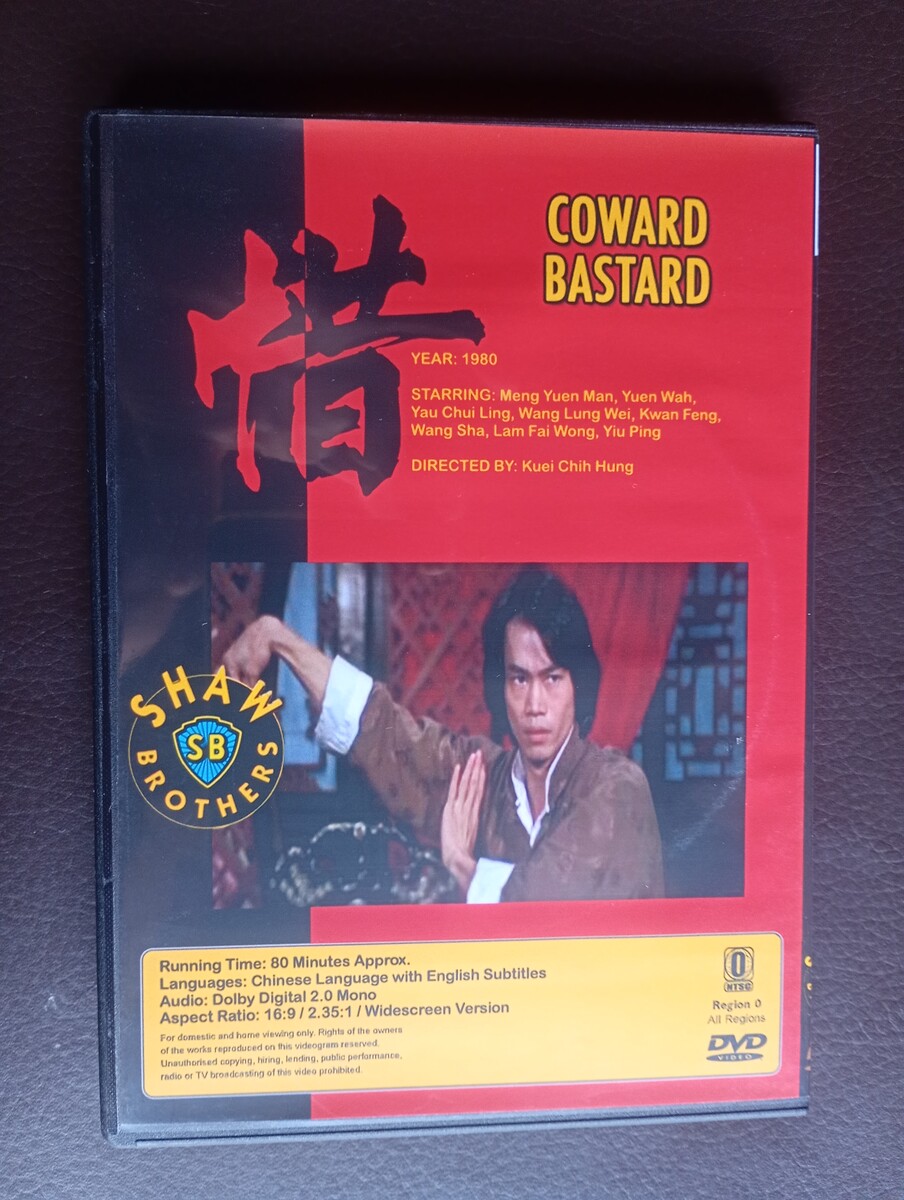 COWARD
BASTARD
惜
YEAR: 1980
STARRING: Meng Yuen Man, Yuen Wah,
Yau Chui Ling, Wang Lung Wei, Kwan Feng,
Wang Sha, Lam Fai Wong, Yiu Ping
DIRECTED BY: Kuei Chih Hung
SHAW
SB
BROTHERS
Running Time: 80 Minutes Approx.
Languages: Chinese Language with English Subtitles
Audio: Dolby Digital 2.0 Mono
Aspect Ratio: 16:9 / 2.35:1 / Widescreen Version
For domestic and home viewing only. Rights of the owners
of the works reproduced on this videogram reserved.
Unauthorised copying, hiring, lending, public performance,
radio or TV broadcasting of this video prohibited.
0
NTSC
Region 0
All Regions
DVD
VIDEO